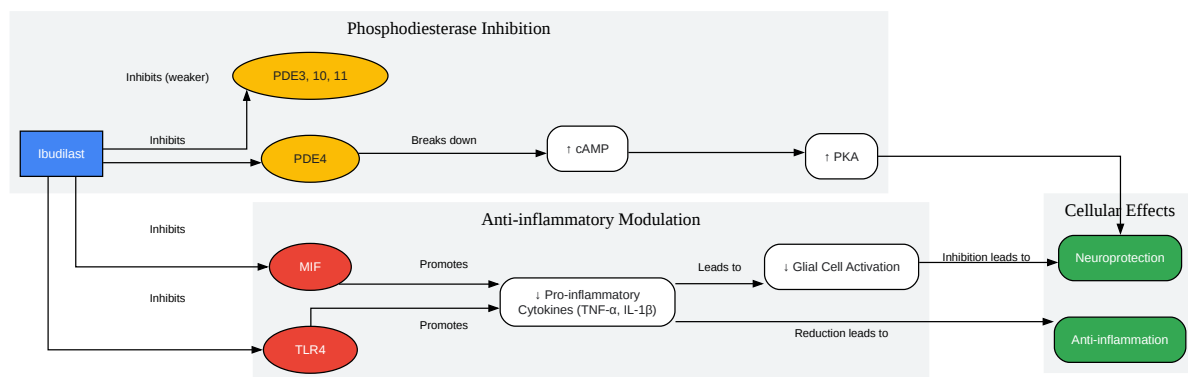 Phosphodiesterase Inhibition
Inhibits (weaker)
PDE3, 10, 11
Ibudilast
Inhibits
PDE4
Breaks down
↑ cAMP
↑ PKA
Anti-inflammatory Modulation
Cellular Effects
Inhibits
MIF
Promotes
Leads to
↓ Glial Cell Activation
Inhibition leads to
Neuroprotection
Inhibits
↓ Pro-inflammatory
Cytokines (TNF-α, IL-1β)
Promotes
TLR4
Reduction leads to
Anti-inflammation